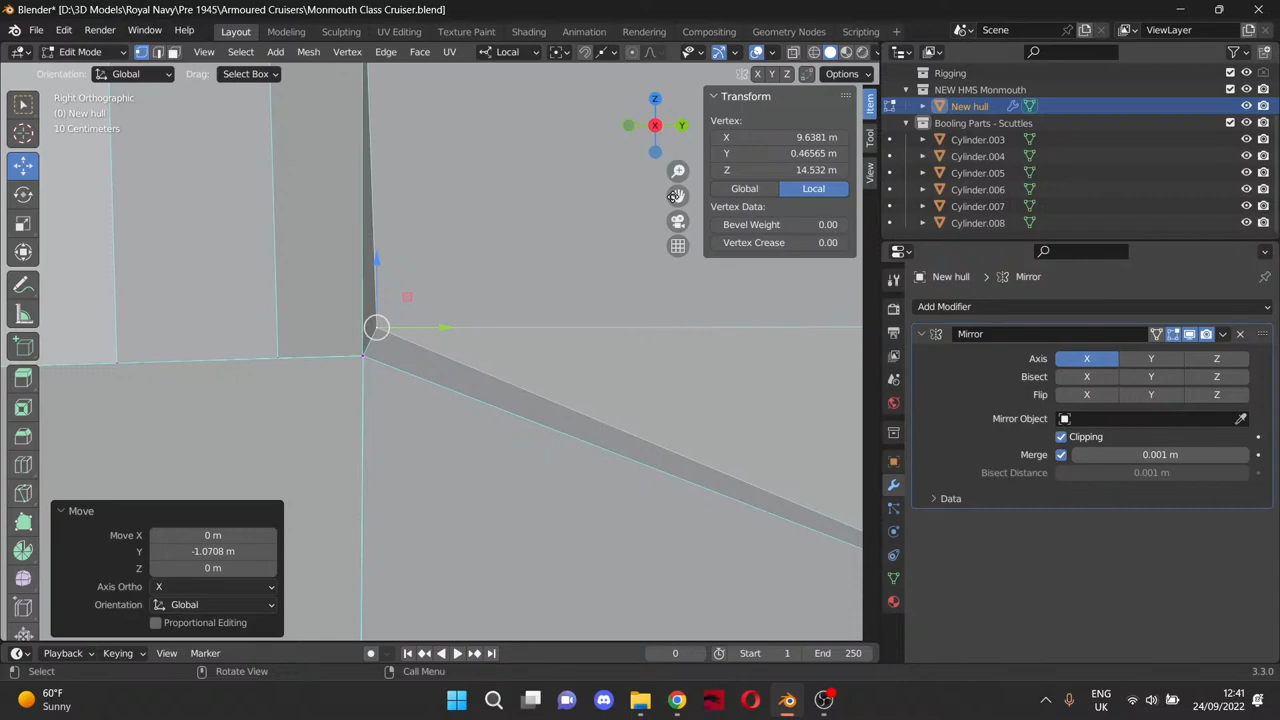 Blender* [D:\3D Models\Royal Navy\Pre 1945\Armoured Cruisers\Monmouth Class Cruiser.blend]
File Edit Render Window Help Layout Modeling Sculpting UV Editing Texture Paint Shading Animation Rendering Compositing Geometry Nodes Scripting Scene ViewLayer
Edit Mode View Select Add Mesh Vertex Edge Face UV Local
Orientation: Global Drag: Select Box X Y Z Options
Right Orthographic
(0) New hull
10 Centimeters
Z
X
Y
Transform
Vertex:
X 9.6381 m
Y 0.46565 m
Z 14.532 m
Global Local
Vertex Data:
Bevel Weight 0.00
Vertex Crease 0.00
Item
Tool
View
Rigging
NEW HMS Monmouth
New hull
Booling Parts - Scuttles
Cylinder.003
Cylinder.004
Cylinder.005
Cylinder.006
Cylinder.007
Cylinder.008
New hull Mirror
Add Modifier
Mirror
Axis X Y Z
Bisect X Y Z
Flip X Y Z
Mirror Object
Clipping
Merge 0.001 m
Bisect Distance 0.001 m
Data
Move
Move X 0 m
Y -1.0708 m
Z 0 m
Axis Ortho X
Orientation Global
Proportional Editing
Playback Keying View Marker 0 Start 1 End 250
Select Rotate View Call Menu 3.3.0
60°F
Sunny
ENG
UK
12:41
24/09/2022